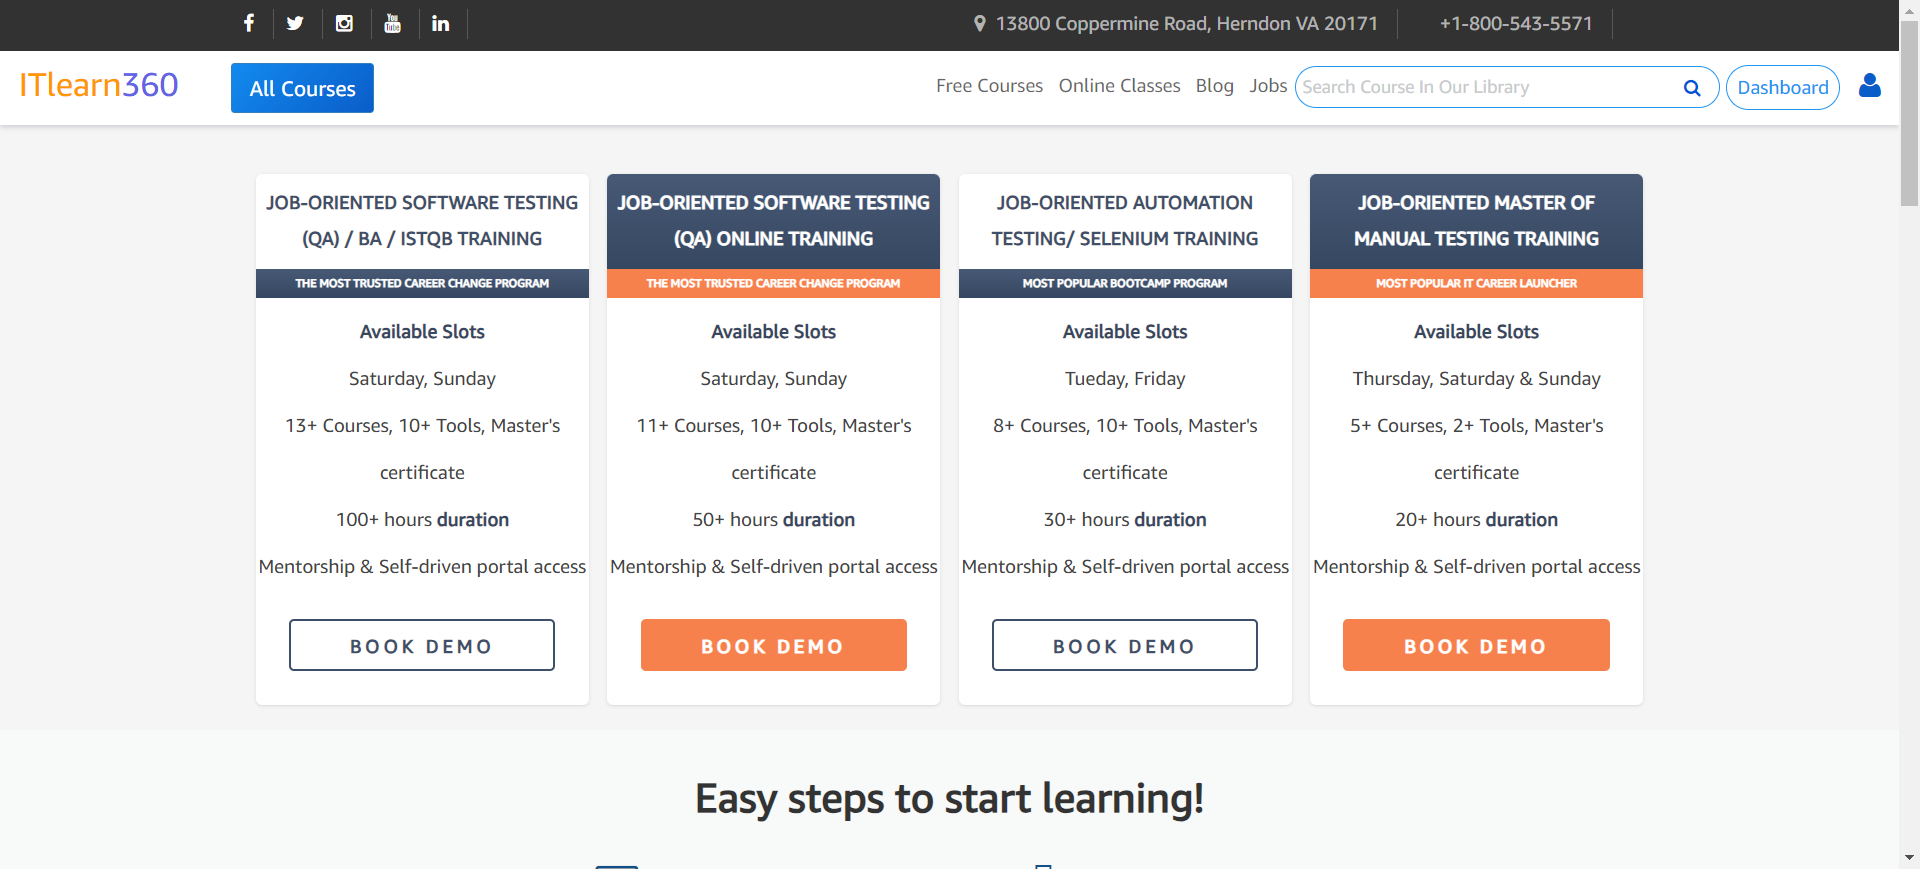 13800 Coppermine Road, Herndon VA 20171
+1-800-543-5571
ITlearn360
All Courses
Free Courses
Online Classes
Blog
Jobs
Search Course In Our Library
Dashboard
JOB-ORIENTED SOFTWARE TESTING
(QA) / BA / ISTQB TRAINING
THE MOST TRUSTED CAREER CHANGE PROGRAM
Available Slots
Saturday, Sunday
13+ Courses, 10+ Tools, Master's
certificate
100+ hours duration
Mentorship & Self-driven portal access
BOOK DEMO
JOB-ORIENTED SOFTWARE TESTING
(QA) ONLINE TRAINING
THE MOST TRUSTED CAREER CHANGE PROGRAM
Available Slots
Saturday, Sunday
11+ Courses, 10+ Tools, Master's
certificate
50+ hours duration
Mentorship & Self-driven portal access
BOOK DEMO
JOB-ORIENTED AUTOMATION
TESTING/ SELENIUM TRAINING
MOST POPULAR BOOTCAMP PROGRAM
Available Slots
Tueday, Friday
8+ Courses, 10+ Tools, Master's
certificate
30+ hours duration
Mentorship & Self-driven portal access
BOOK DEMO
JOB-ORIENTED MASTER OF
MANUAL TESTING TRAINING
MOST POPULAR IT CAREER LAUNCHER
Available Slots
Thursday, Saturday & Sunday
5+ Courses, 2+ Tools, Master's
certificate
20+ hours duration
Mentorship & Self-driven portal access
BOOK DEMO
Easy steps to start learning!